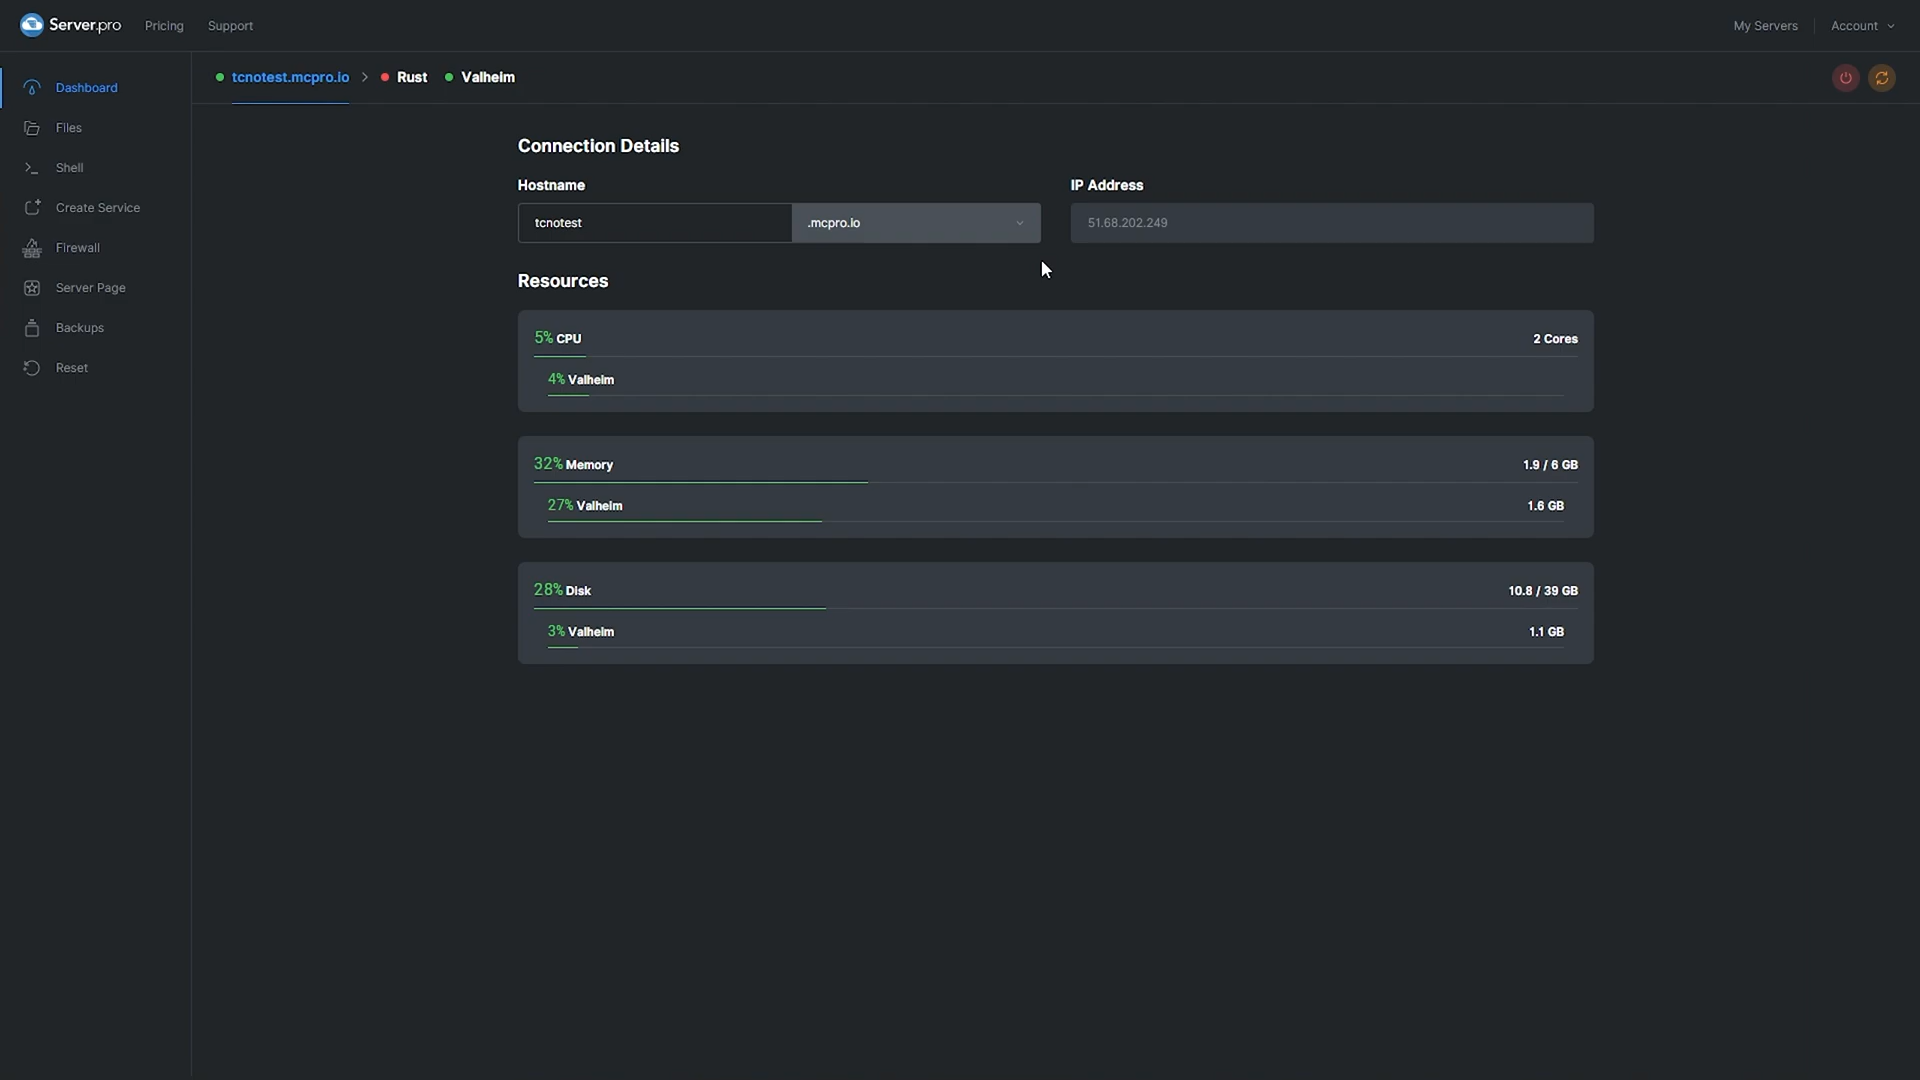 Server.pro Pricing Support My Servers Account
Dashboard
Files
Shell
Create Service
Firewall
Server Page
Backups
Reset
tcnotest.mcpro.io Rust Valheim
Connection Details
Hostname IP Address
tcnotest .mcpro.io 51.68.202.249
Resources
5% CPU 2 Cores
4% Valheim
32% Memory 1.9 / 6 GB
27% Valheim 1.6 GB
28% Disk 10.8 / 39 GB
3% Valheim 1.1 GB